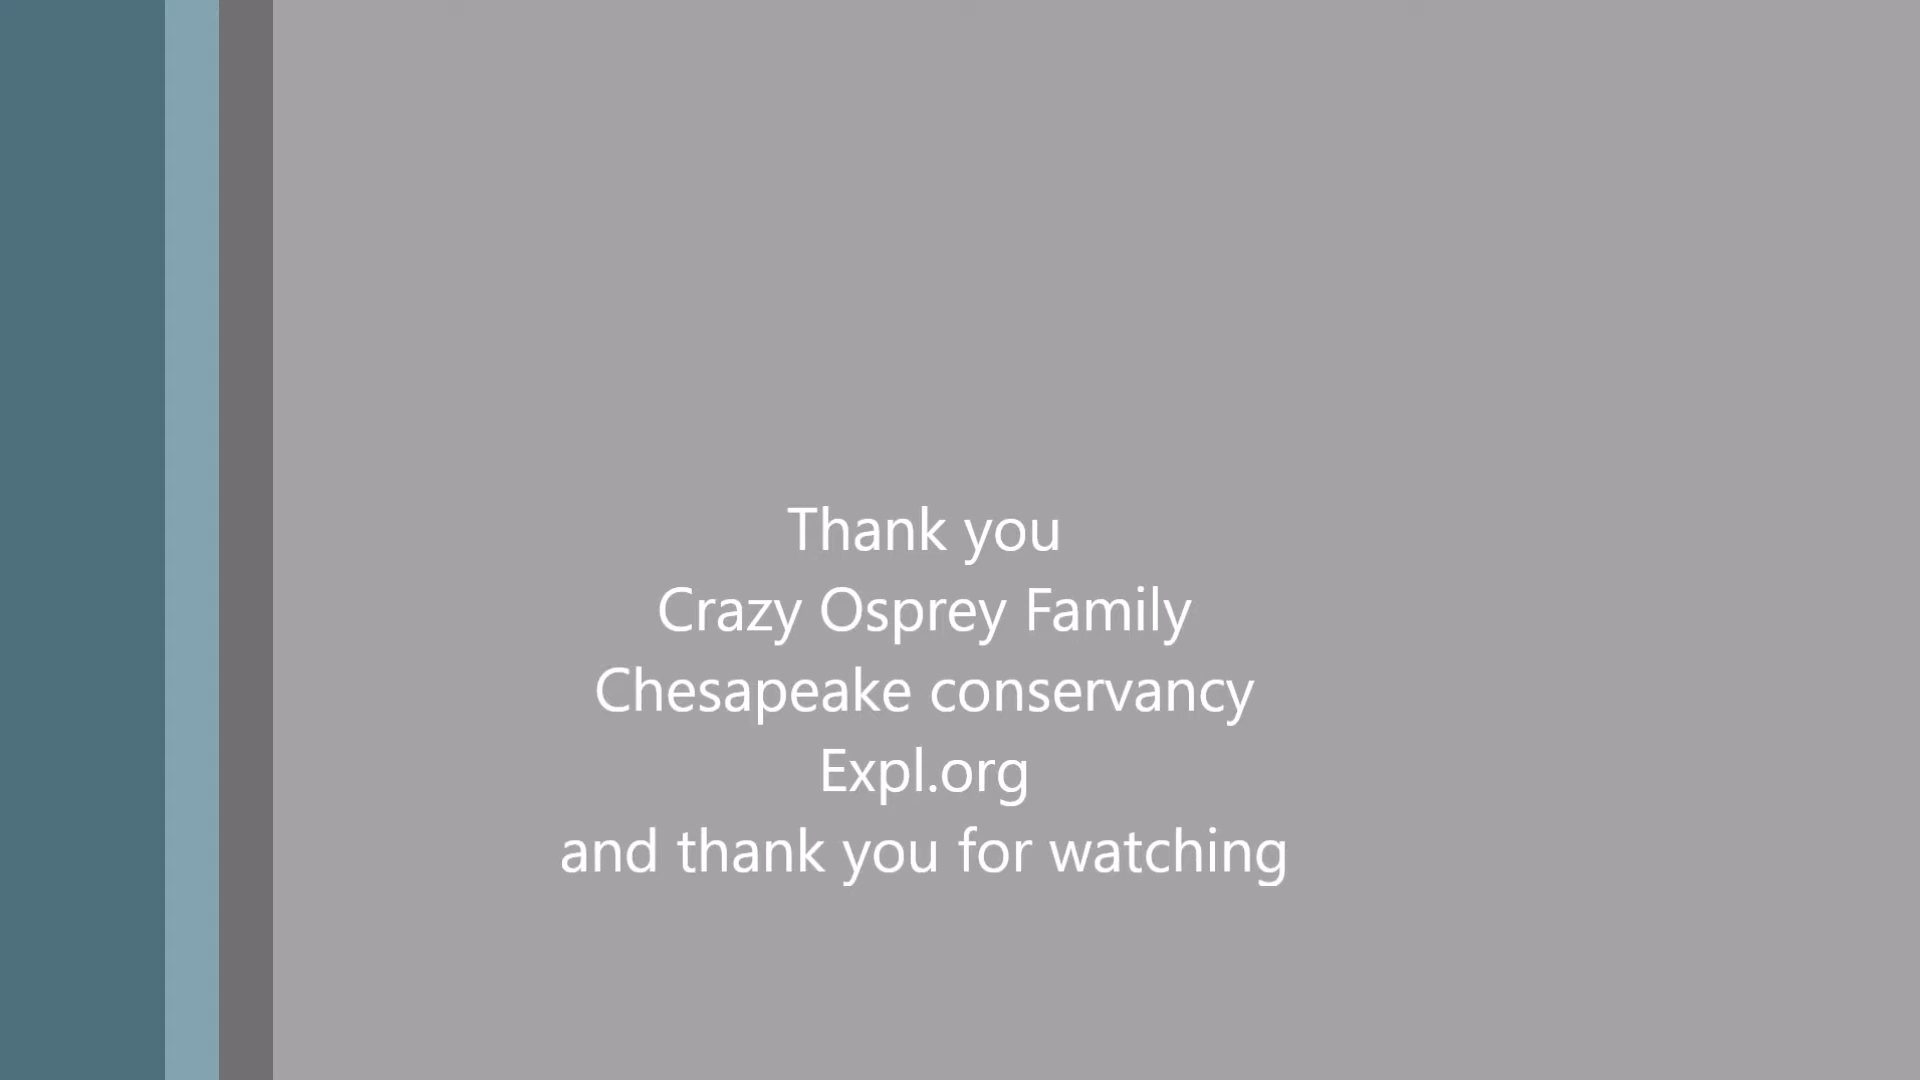 Thank you
Crazy Osprey Family
Chesapeake conservancy
Expl.org
and thank you for watching